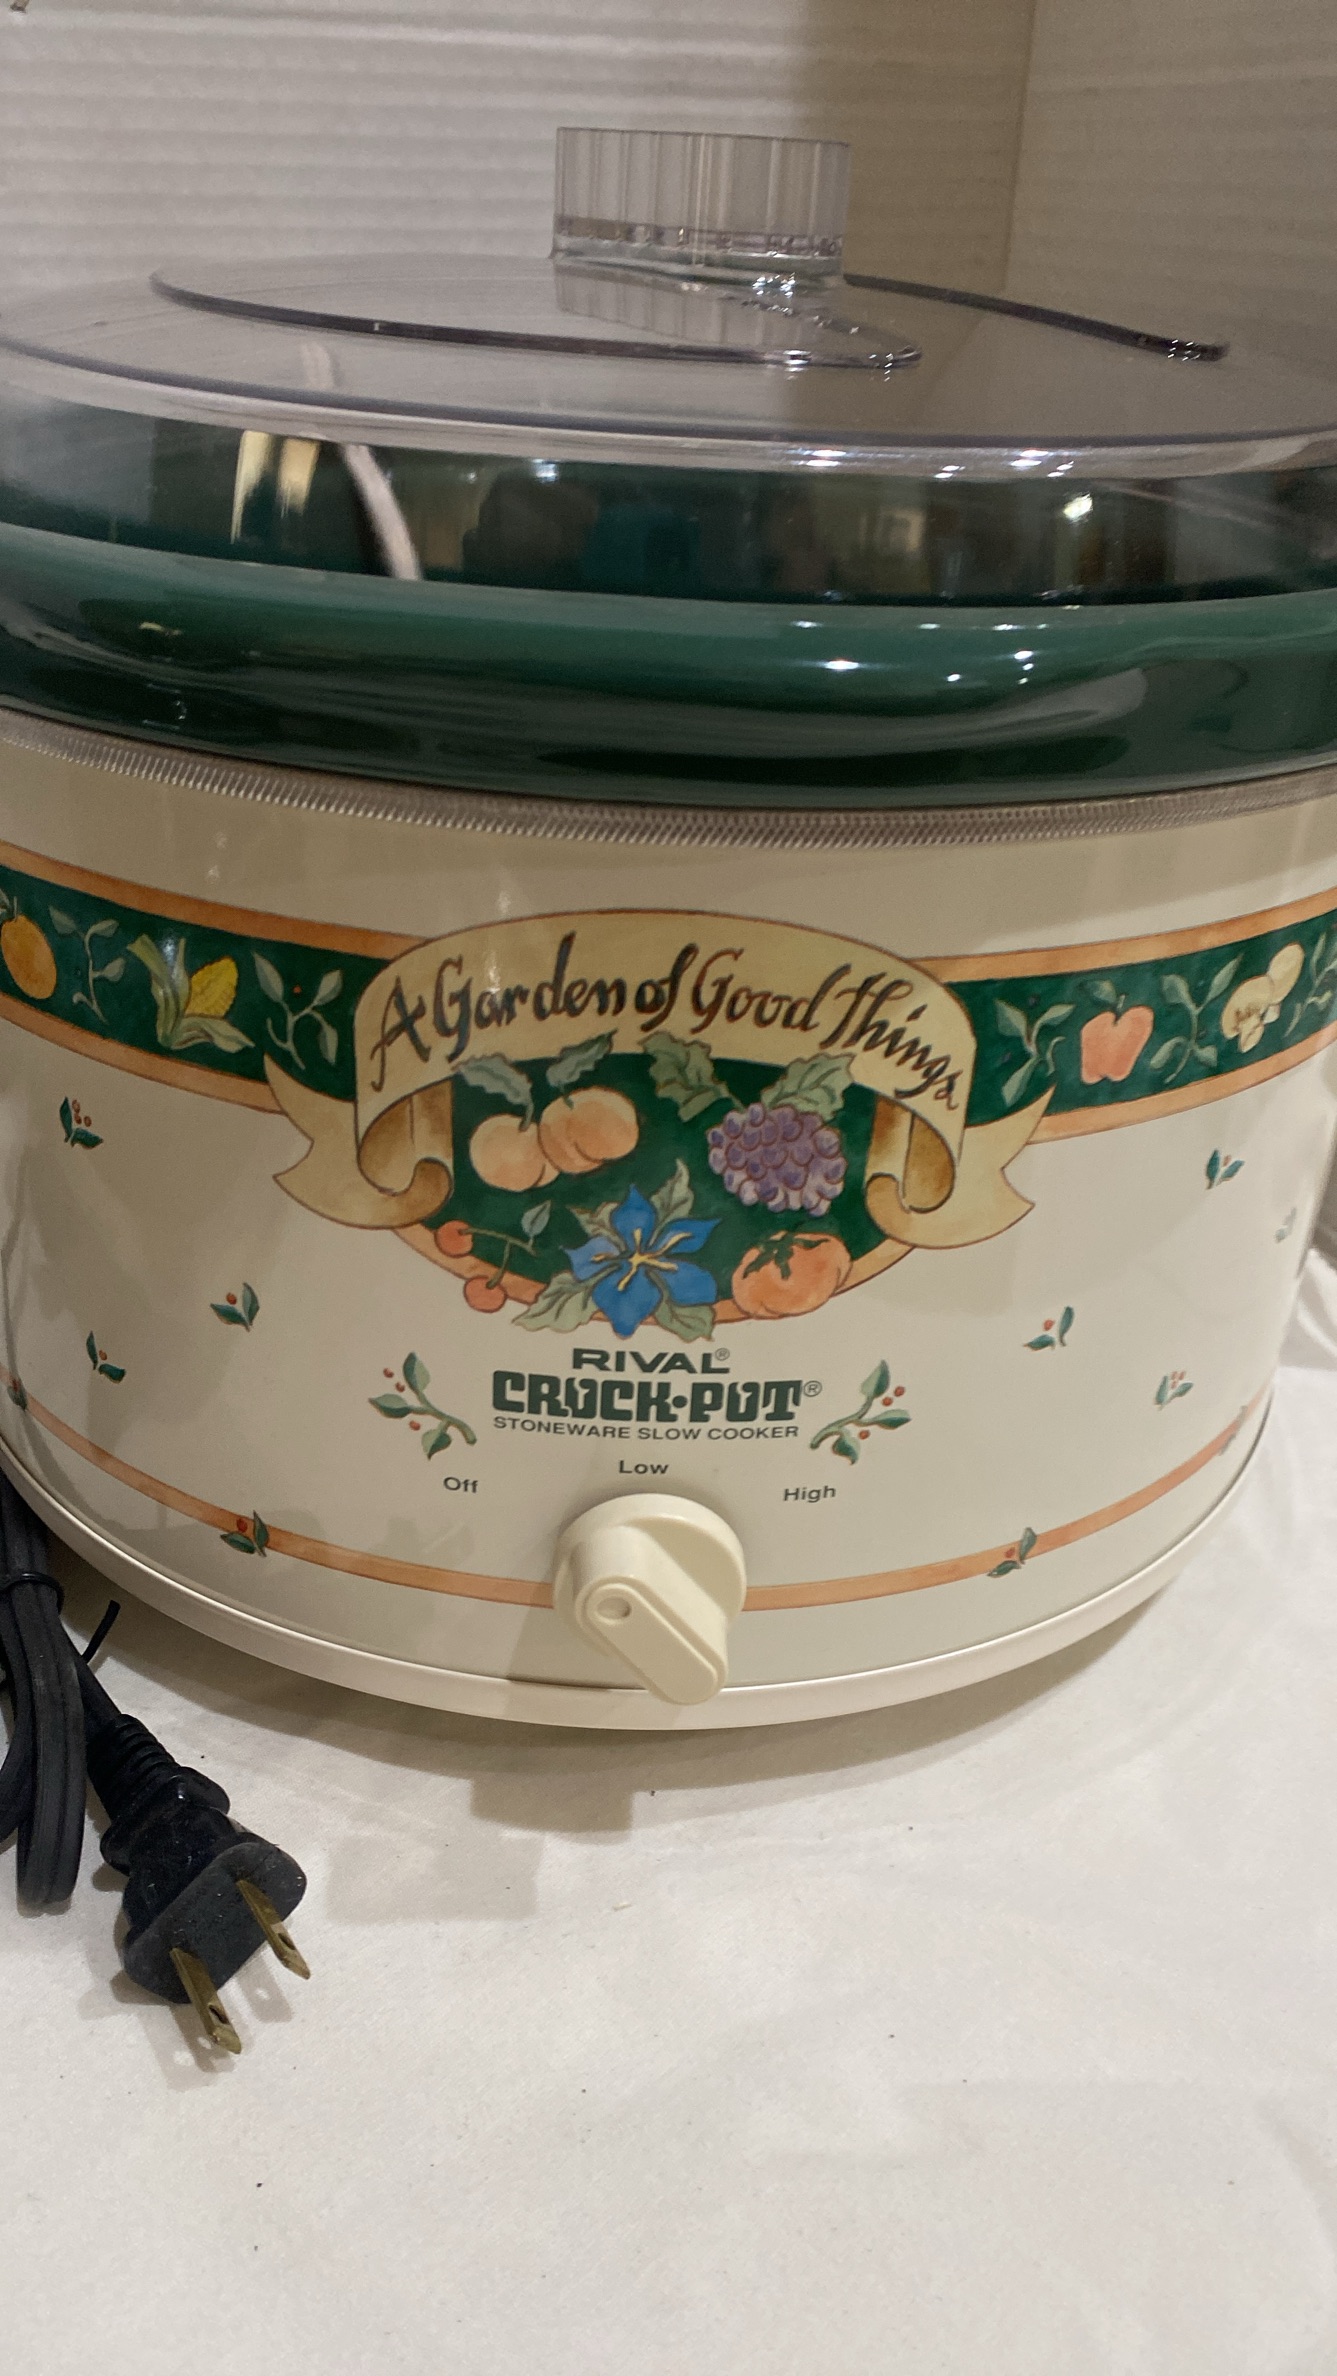 A Garden of Good Things
RIVAL®
CROCK•POT®
STONEWARE SLOW COOKER
Low
Off
High